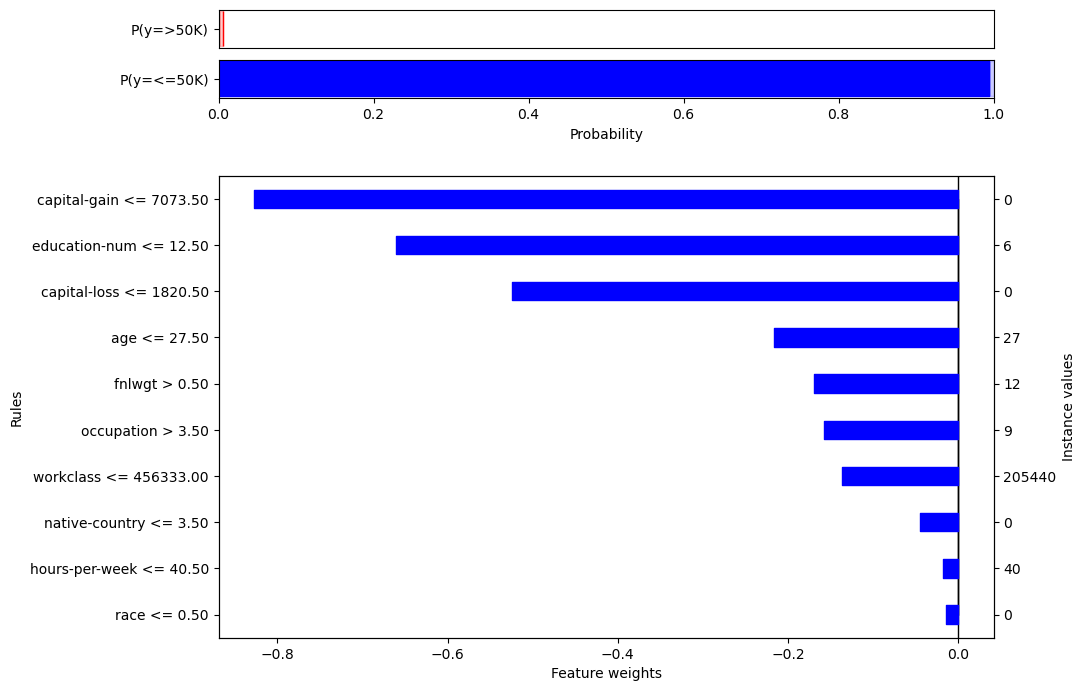 P(y=>50K)
P(y=<=50K)
0.0 0.2 0.4 0.6 0.8 1.0
Probability
capital-gain <= 7073.50 0
education-num <= 12.50 6
capital-loss <= 1820.50 0
age <= 27.50 27
fnlwgt > 0.50 12
occupation > 3.50 9
workclass <= 456333.00 205440
native-country <= 3.50 0
hours-per-week <= 40.50 40
race <= 0.50 0
Rules
Instance values
−0.8 −0.6 −0.4 −0.2 0.0
Feature weights